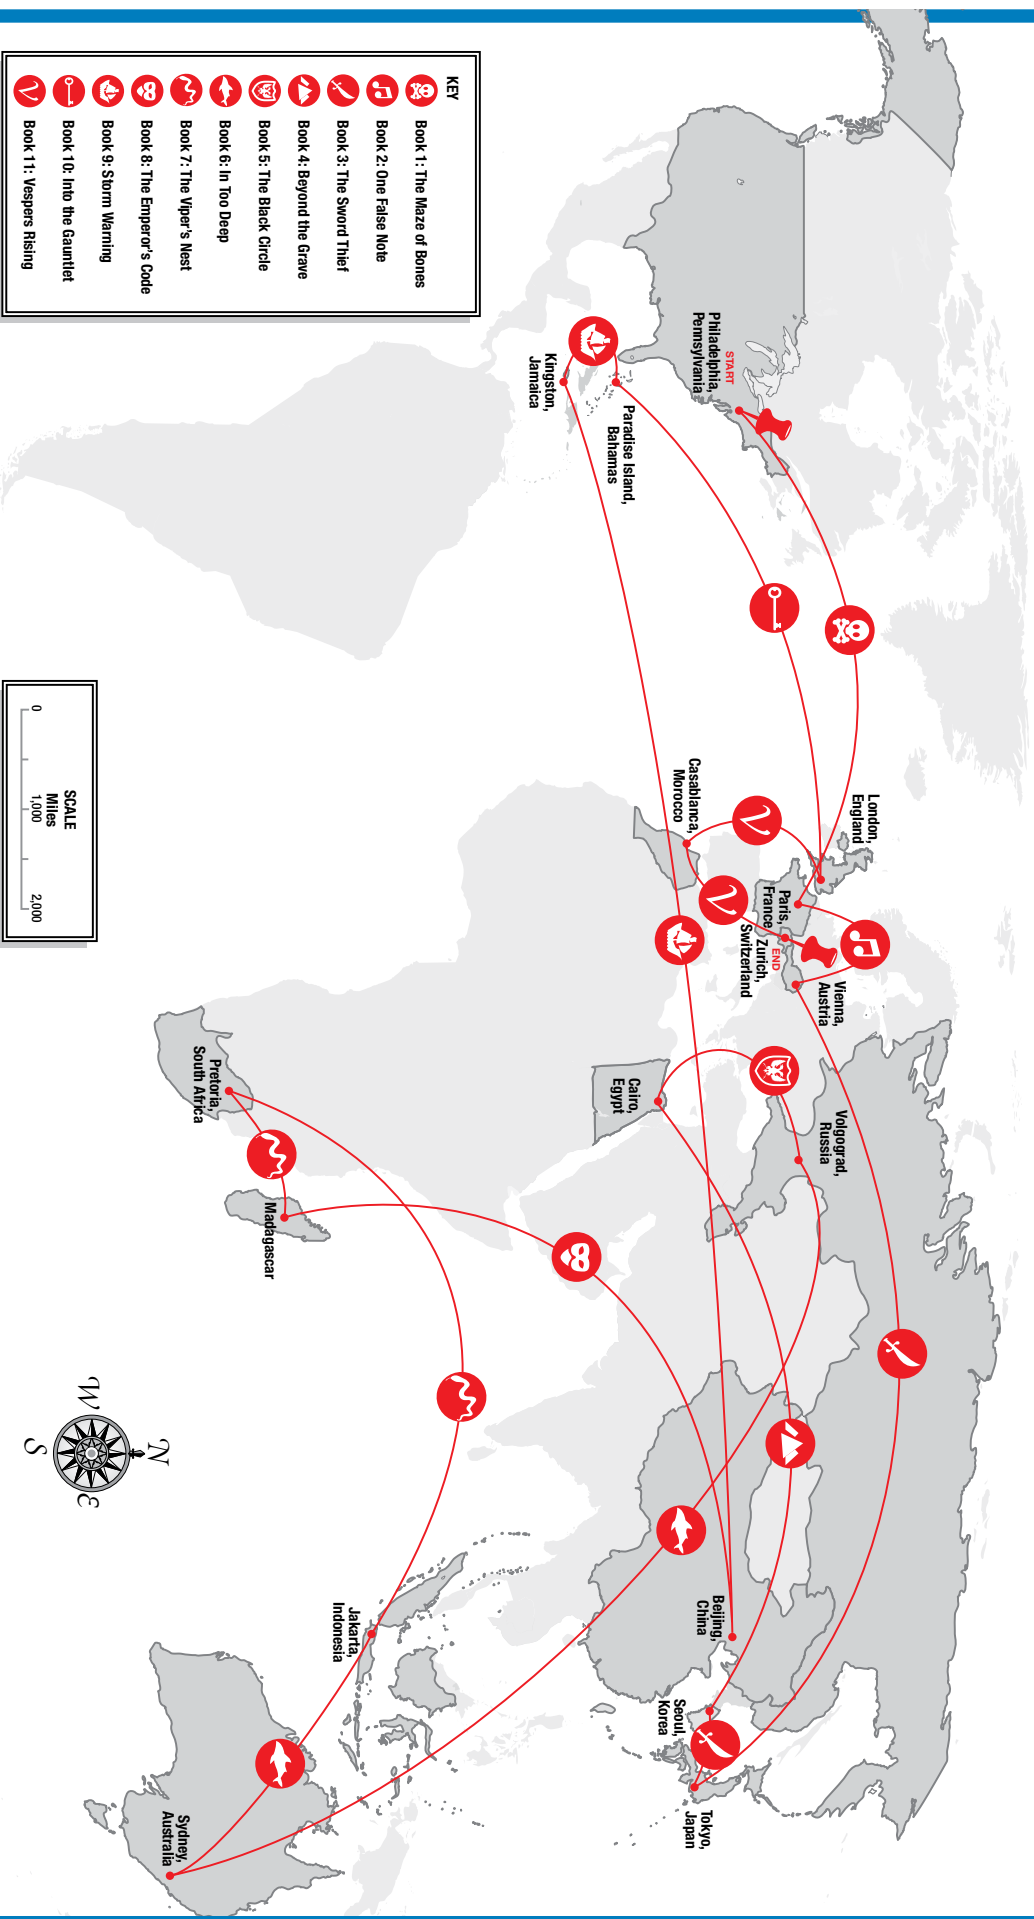 KEY
Book 1: The Maze of Bones
Book 2: One False Note
Book 3: The Sword Thief
Book 4: Beyond the Grave
Book 5: The Black Circle
Book 6: In Too Deep
Book 7: The Viper's Nest
Book 8: The Emperor's Code
Book 9: Storm Warning
Book 10: Into the Gauntlet
Book 11: Vespers Rising
START
Philadelphia,
Pennsylvania
Kingston,
Jamaica
Paradise Island,
Bahamas
London,
England
Casablanca,
Morocco
Paris,
France
END
Zurich,
Switzerland
Vienna,
Austria
Cairo,
Egypt
Volgograd,
Russia
Pretoria,
South Africa
Madagascar
Beijing,
China
Seoul,
Korea
Tokyo,
Japan
Jakarta,
Indonesia
Sydney,
Australia
SCALE
Miles
0 1,000 2,000
N
W
E
S
V
V
V